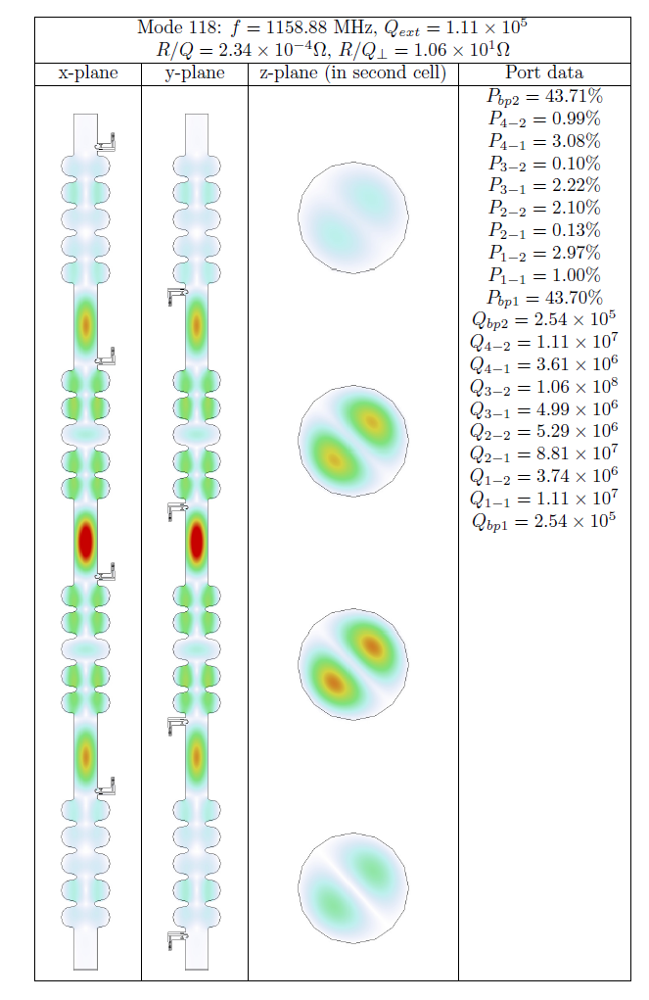 Mode 118: f = 1158.88 MHz, Q_ext = 1.11 × 10^5
R/Q = 2.34 × 10^−4Ω, R/Q_⊥ = 1.06 × 10^1Ω
x-plane y-plane z-plane (in second cell) Port data
P_bp2 = 43.71%
P_4−2 = 0.99%
P_4−1 = 3.08%
P_3−2 = 0.10%
P_3−1 = 2.22%
P_2−2 = 2.10%
P_2−1 = 0.13%
P_1−2 = 2.97%
P_1−1 = 1.00%
P_bp1 = 43.70%
Q_bp2 = 2.54 × 10^5
Q_4−2 = 1.11 × 10^7
Q_4−1 = 3.61 × 10^6
Q_3−2 = 1.06 × 10^8
Q_3−1 = 4.99 × 10^6
Q_2−2 = 5.29 × 10^6
Q_2−1 = 8.81 × 10^7
Q_1−2 = 3.74 × 10^6
Q_1−1 = 1.11 × 10^7
Q_bp1 = 2.54 × 10^5